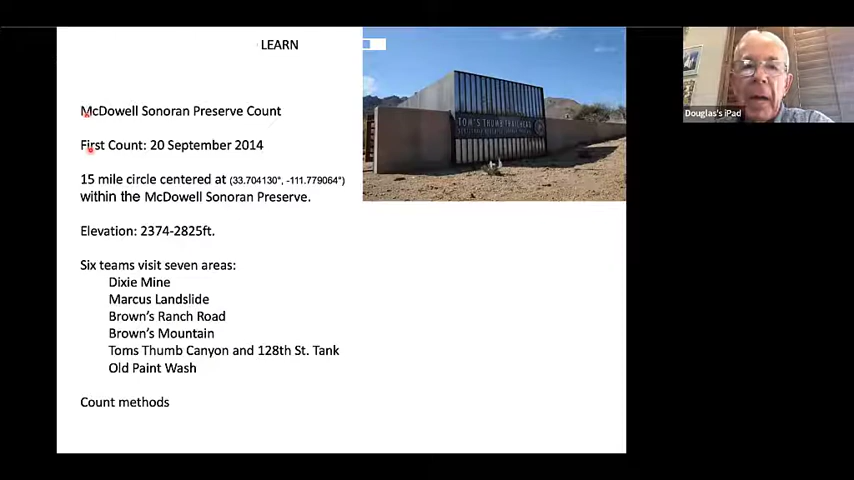 LEARN
McDowell Sonoran Preserve Count
First Count: 20 September 2014
15 mile circle centered at (33.704130°, -111.779064°)
within the McDowell Sonoran Preserve.
Elevation: 2374-2825ft.
Six teams visit seven areas:
Dixie Mine
Marcus Landslide
Brown's Ranch Road
Brown's Mountain
Toms Thumb Canyon and 128th St. Tank
Old Paint Wash
Count methods
TOM'S THUMB TRAILHEAD
Douglas's iPad